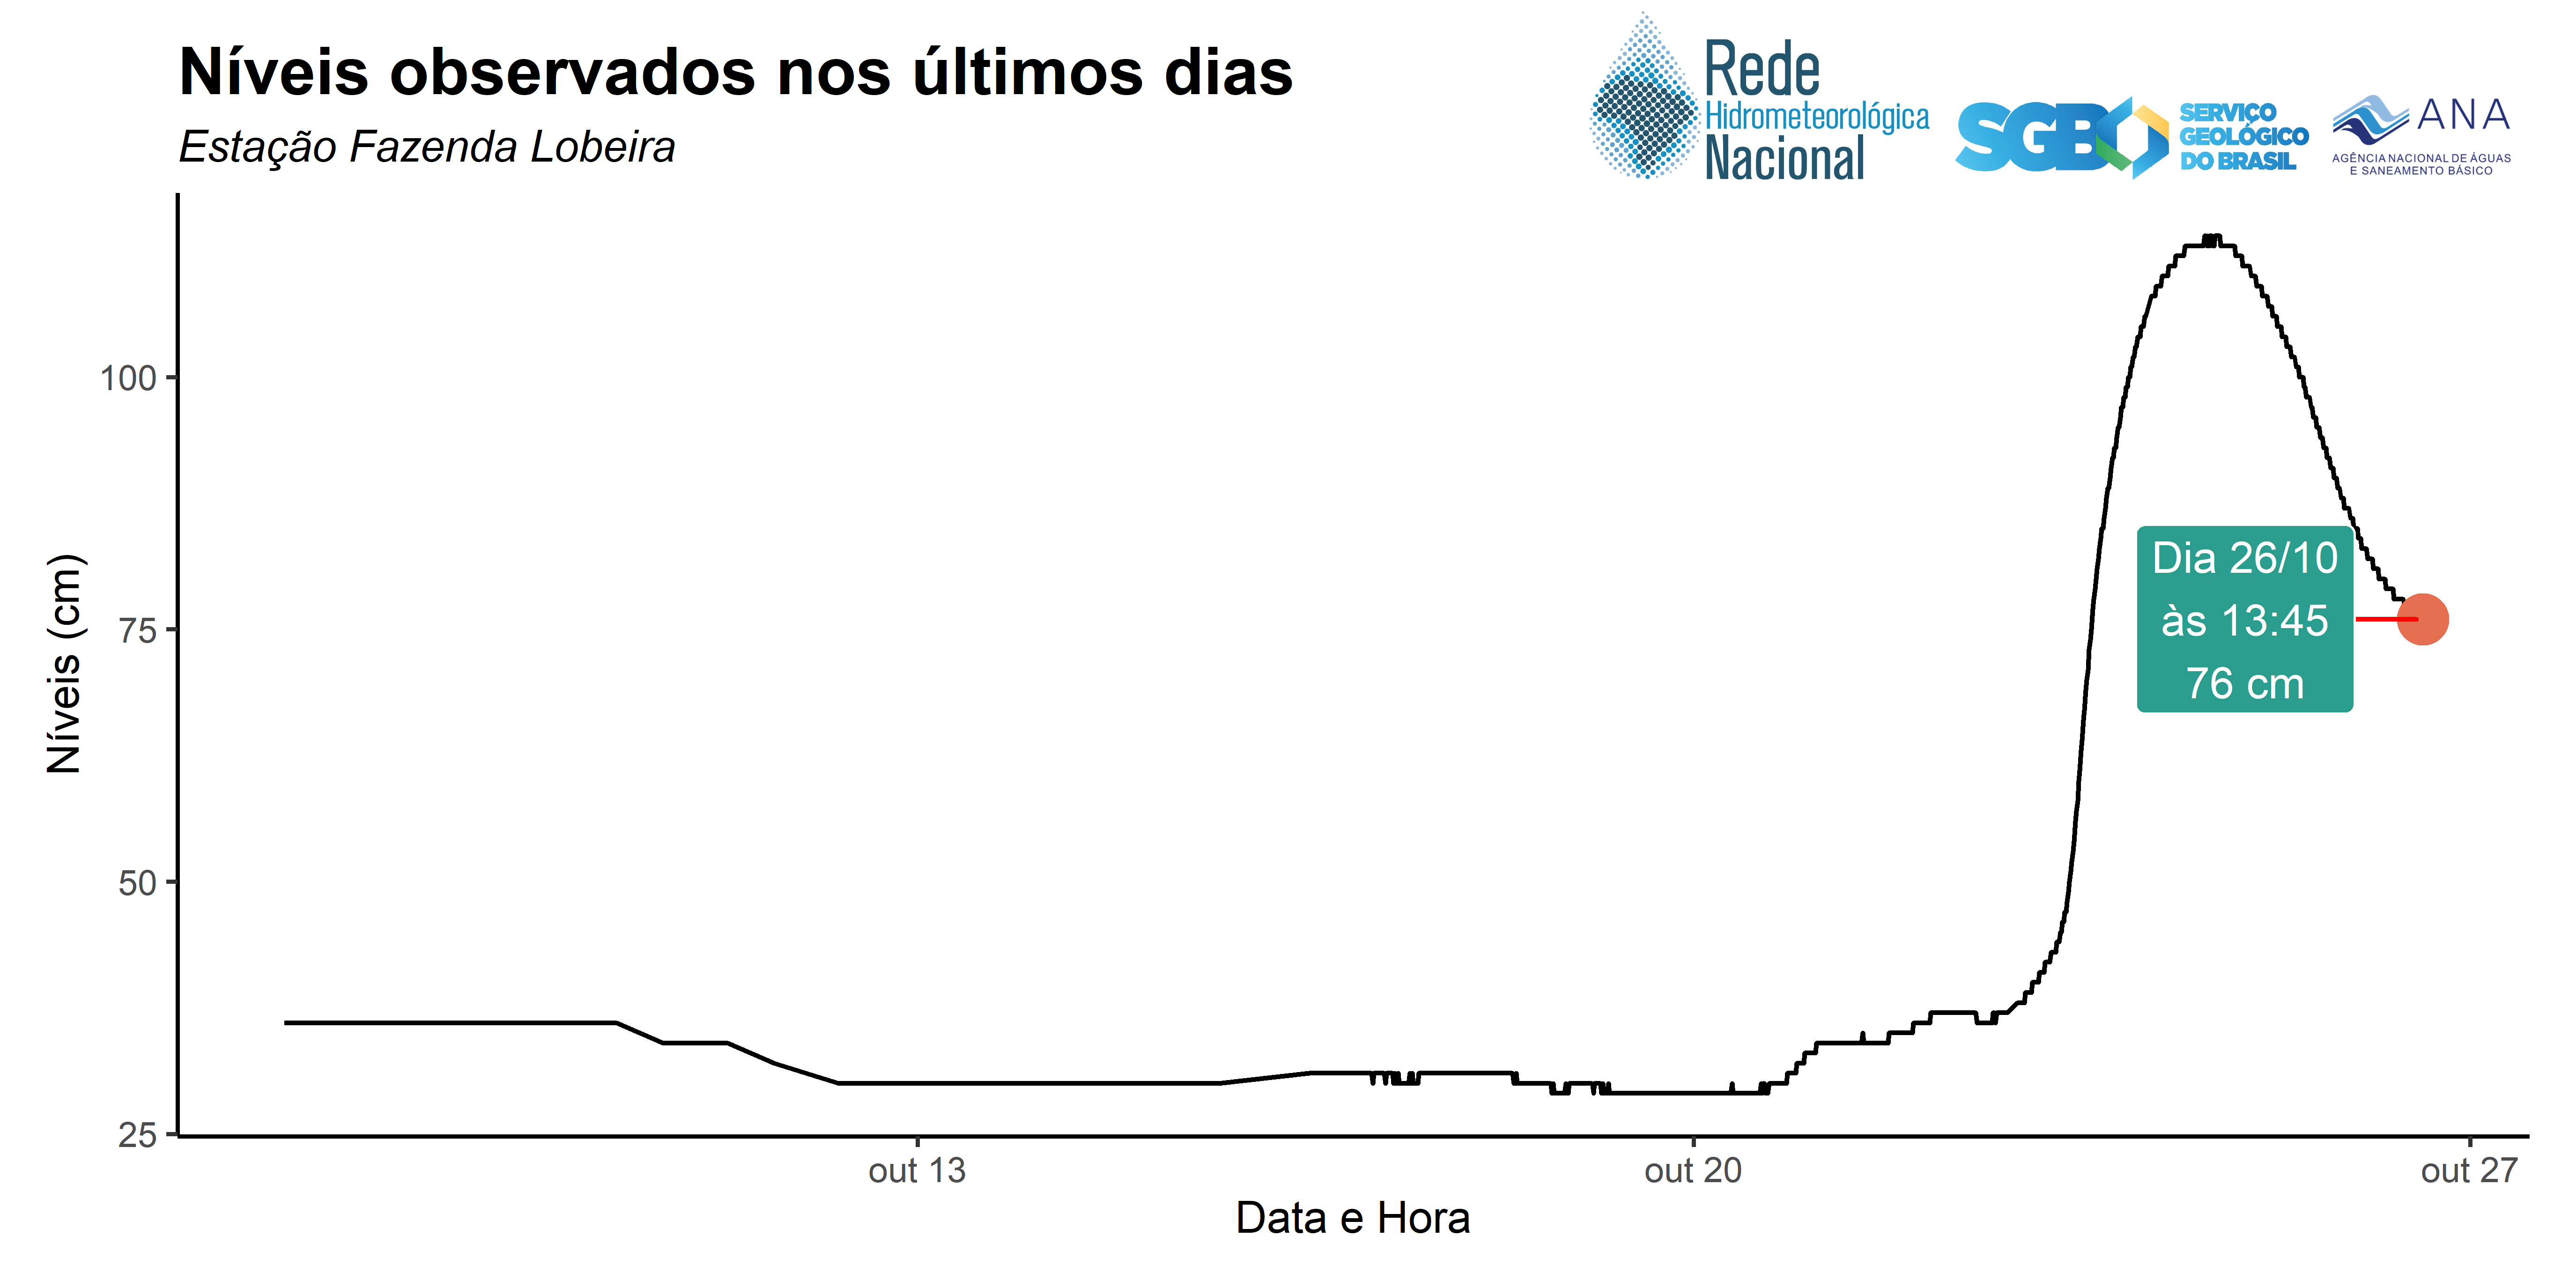 Níveis observados nos últimos dias
Estação Fazenda Lobeira
Rede
Hidrometeorológica
Nacional
SGB
SERVIÇO
GEOLÓGICO
DO BRASIL
ANA
AGÊNCIA NACIONAL DE ÁGUAS
E SANEAMENTO BÁSICO
Níveis (cm)
100
75
50
25
Dia 26/10
às 13:45
76 cm
out 13
out 20
out 27
Data e Hora